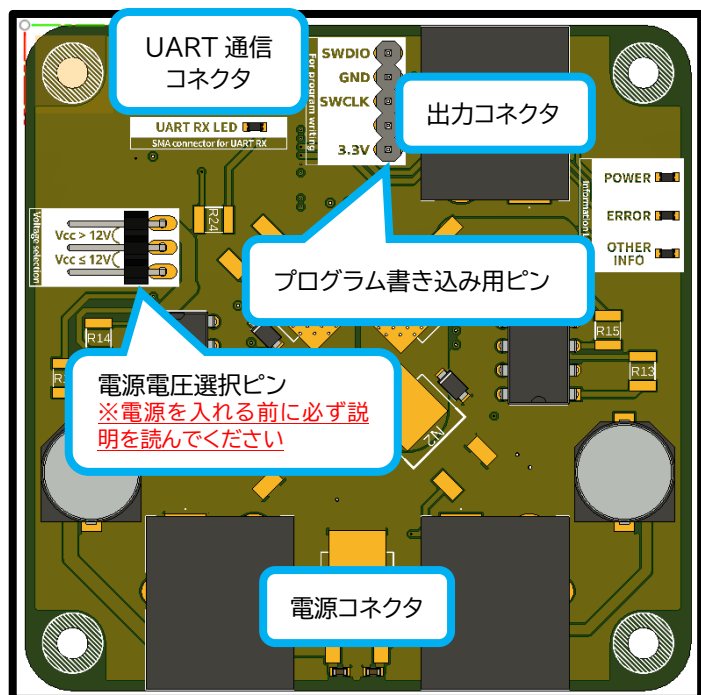 UART 通信
コネクタ
For program writing
SWDIO
GND
SWCLK
3.3V
出力コネクタ
UART RX LED
SMA connector for UART RX
POWER
ERROR
OTHER
INFO
Voltage selection
Vcc > 12V
Vcc ≤ 12V
R24
プログラム書き込み用ピン
R14
R15
R13
電源電圧選択ピン
※電源を入れる前に必ず説
明を読んでください
N2
電源コネクタ